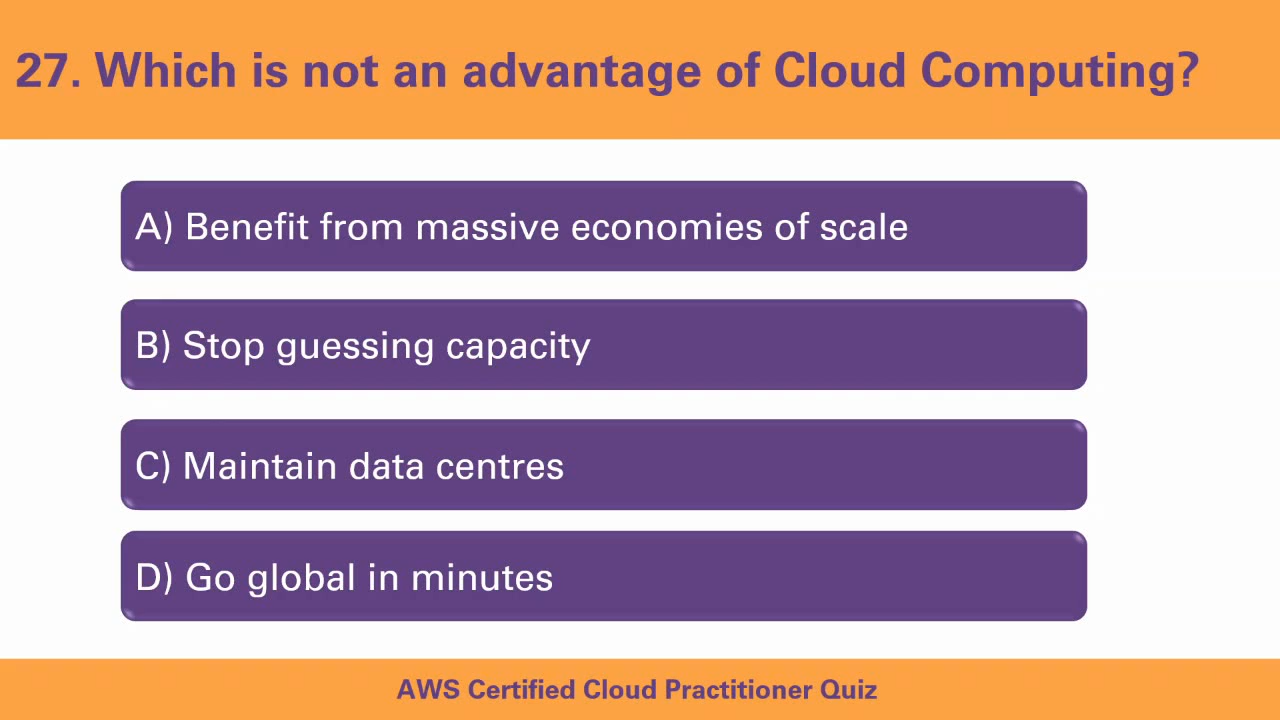 27. Which is not an advantage of Cloud Computing?
A) Benefit from massive economies of scale
B) Stop guessing capacity
C) Maintain data centres
D) Go global in minutes
AWS Certified Cloud Practitioner Quiz